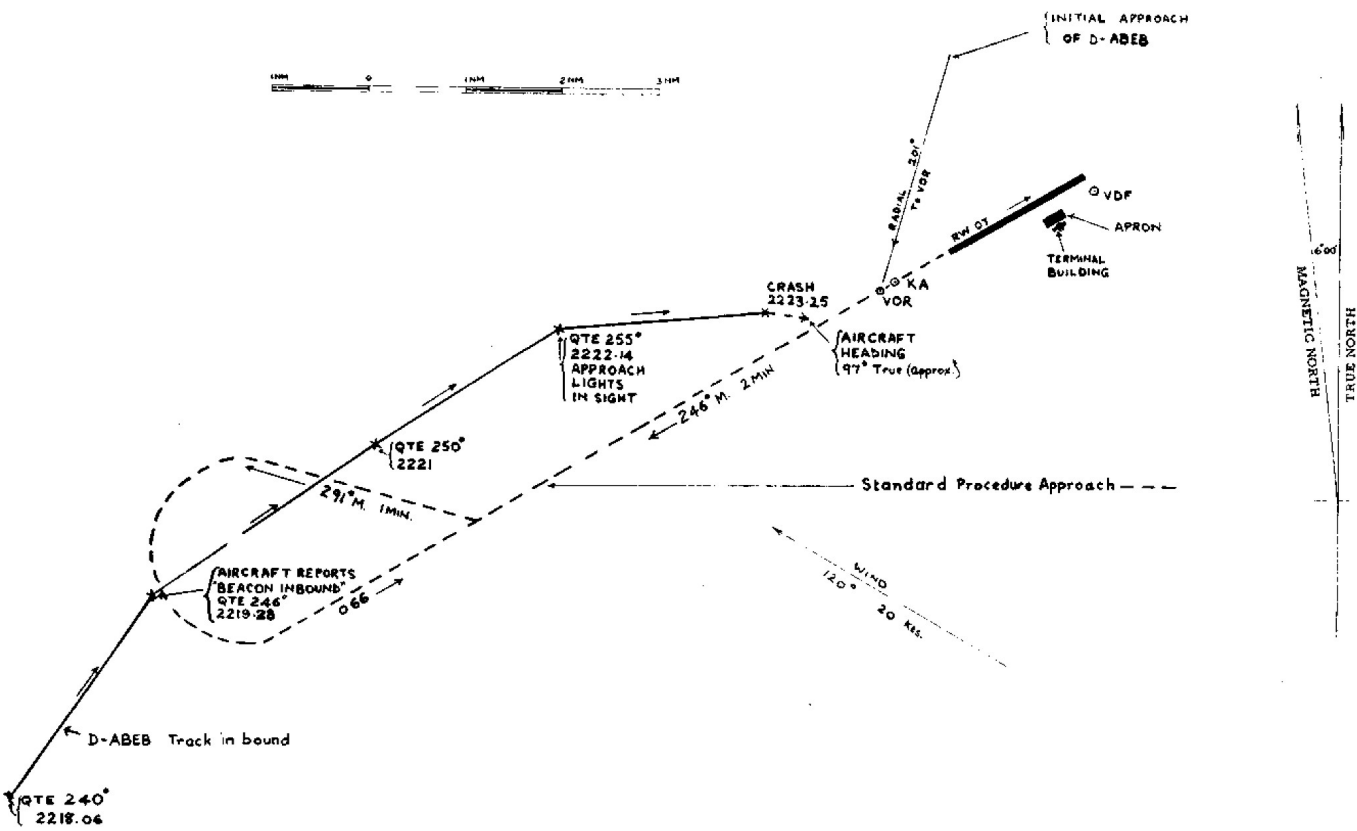 {INITIAL APPROACH
OF D-ABEB
1NM 0 1NM 2NM 3NM
RADIAL 201°
TO VOR
RW 07
VDF
APRON
TERMINAL
BUILDING
6°00'
MAGNETIC NORTH
TRUE NORTH
KA
VOR
CRASH
2223·25
QTE 255°
2222·14
APPROACH
LIGHTS
IN SIGHT
AIRCRAFT
HEADING
97° True (approx.)
246° M. 2 MIN
QTE 250°
2221
291° M. 1 MIN.
Standard Procedure Approach
WIND
120° 20 Kts.
AIRCRAFT REPORTS
"BEACON INBOUND"
QTE 246°
2219·28
066
D-ABEB Track in bound
QTE 240°
2218.06